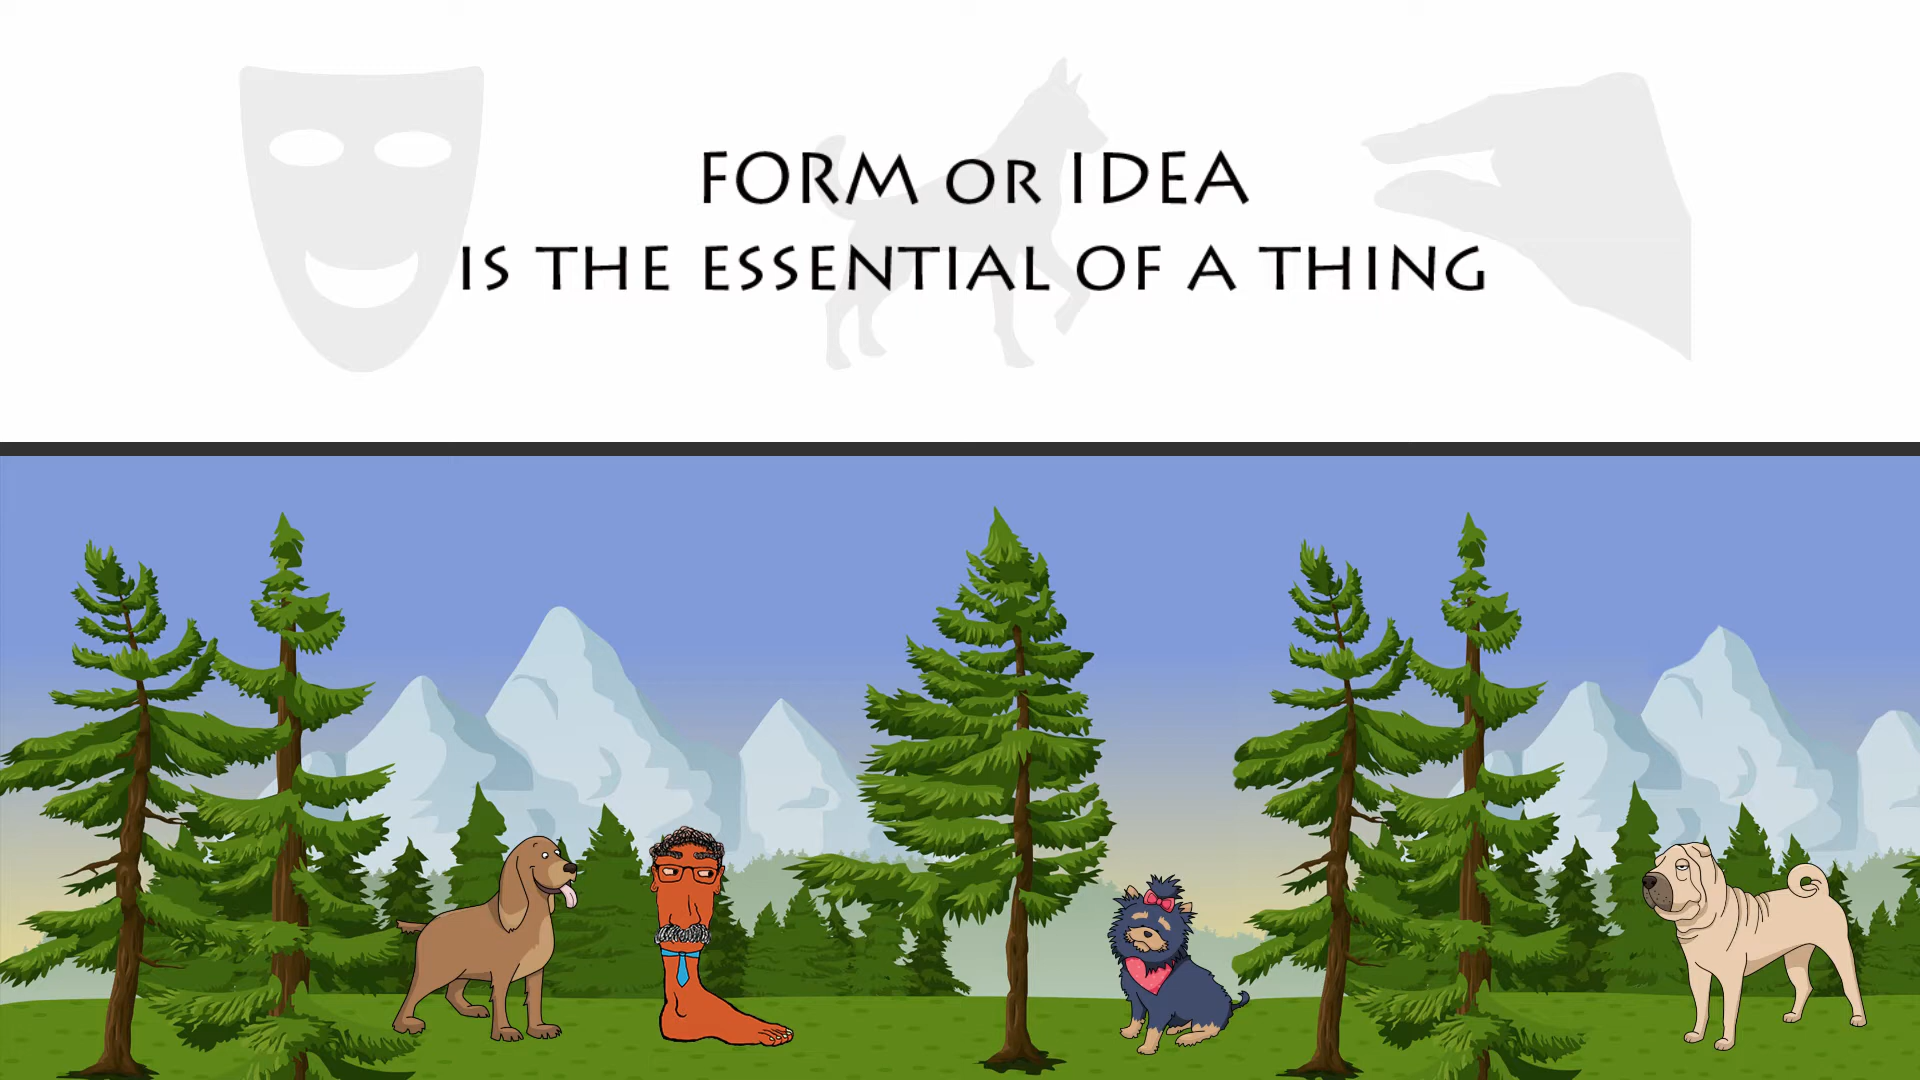 FORM OR IDEA
IS THE ESSENTIAL OF A THING